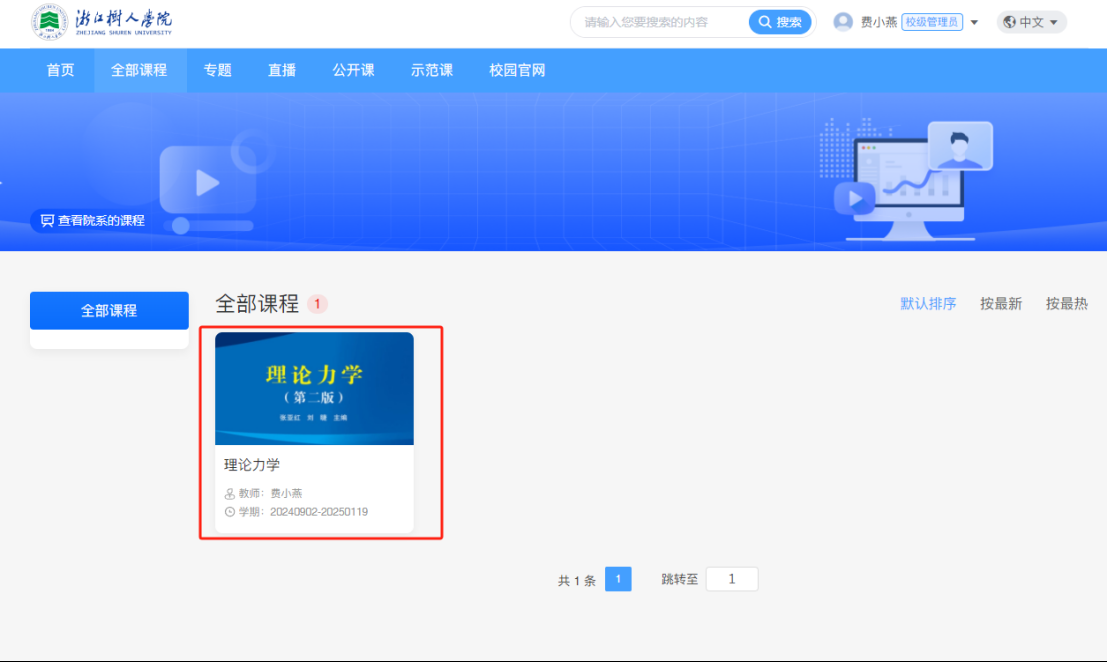 浙江树人学院
ZHEJIANG SHUREN UNIVERSITY
请输入您要搜索的内容
搜索
费小燕 校级管理员
中文
首页 全部课程 专题 直播 公开课 示范课 校园官网
查看院系的课程
全部课程
全部课程 1
默认排序 按最新 按最热
理论力学
(第二版)
主编
理论力学
教师: 费小燕
学期: 20240902-20250119
共 1 条 1 跳转至 1